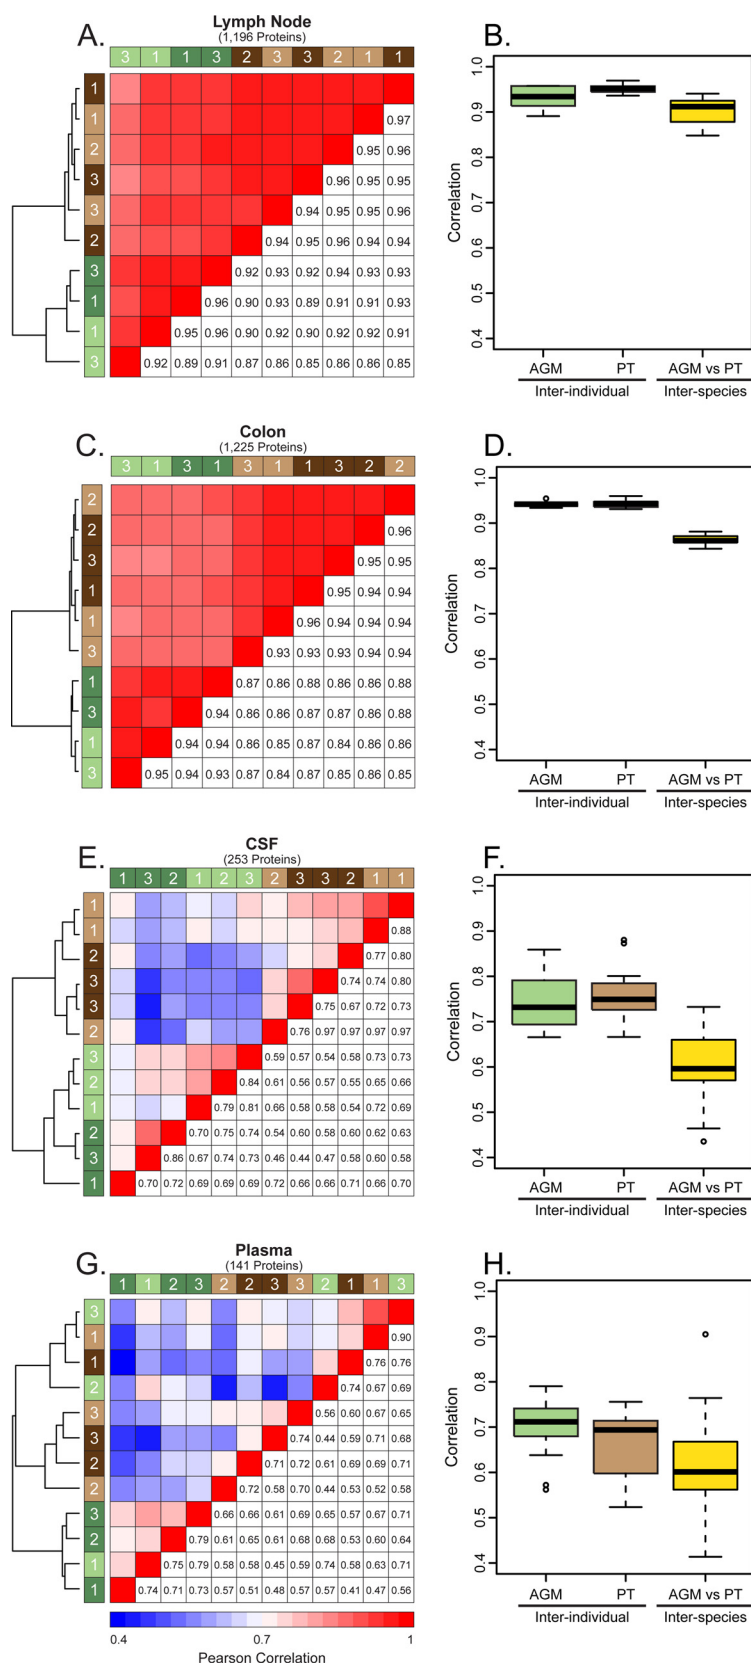 A.
Lymph Node
(1,196 Proteins)
3 1 1 3 2 3 3 2 1 1
1
1 0.97
2 0.95 0.96
3 0.96 0.95 0.95
3 0.94 0.95 0.95 0.96
2 0.94 0.95 0.96 0.94 0.94
3 0.92 0.93 0.92 0.94 0.93 0.93
1 0.96 0.90 0.93 0.89 0.91 0.91 0.93
1 0.95 0.96 0.90 0.92 0.90 0.92 0.92 0.91
3 0.92 0.89 0.91 0.87 0.86 0.85 0.86 0.86 0.85
B.
Correlation
1.0
0.9
0.8
0.7
0.6
0.5
0.4
AGM PT AGM vs PT
Inter-individual Inter-species
C.
Colon
(1,225 Proteins)
3 1 3 1 3 1 1 3 2 2
2
2 0.96
3 0.95 0.95
1 0.95 0.94 0.94
1 0.96 0.94 0.94 0.94
3 0.93 0.93 0.93 0.94 0.94
1 0.87 0.86 0.88 0.86 0.86 0.88
3 0.94 0.86 0.86 0.87 0.87 0.86 0.88
1 0.94 0.94 0.86 0.85 0.87 0.84 0.86 0.86
3 0.95 0.94 0.93 0.87 0.84 0.87 0.85 0.86 0.85
D.
Correlation
1.0
0.9
0.8
0.7
0.6
0.5
0.4
AGM PT AGM vs PT
Inter-individual Inter-species
E.
CSF
(253 Proteins)
1 3 2 1 2 3 2 3 3 2 1 1
1
1 0.88
2 0.77 0.80
3 0.74 0.74 0.80
3 0.75 0.67 0.72 0.73
2 0.76 0.97 0.97 0.97 0.97
3 0.59 0.57 0.54 0.58 0.73 0.73
2 0.84 0.61 0.56 0.57 0.55 0.65 0.66
1 0.79 0.81 0.66 0.58 0.58 0.54 0.72 0.69
2 0.70 0.75 0.74 0.54 0.60 0.58 0.60 0.62 0.63
3 0.86 0.67 0.74 0.73 0.46 0.44 0.47 0.58 0.60 0.58
1 0.70 0.72 0.69 0.69 0.69 0.72 0.66 0.66 0.71 0.66 0.70
F.
Correlation
1.0
0.9
0.8
0.7
0.6
0.5
0.4
AGM PT AGM vs PT
Inter-individual Inter-species
G.
Plasma
(141 Proteins)
1 1 2 3 2 2 3 3 2 1 1 3
3
1 0.90
1 0.76 0.76
2 0.74 0.67 0.69
3 0.56 0.60 0.67 0.65
3 0.74 0.44 0.59 0.71 0.68
2 0.71 0.72 0.61 0.69 0.69 0.71
2 0.72 0.58 0.70 0.44 0.53 0.52 0.58
3 0.66 0.66 0.61 0.69 0.65 0.57 0.67 0.71
2 0.79 0.61 0.65 0.61 0.68 0.68 0.53 0.60 0.64
1 0.75 0.79 0.58 0.58 0.45 0.59 0.74 0.58 0.63 0.71
1 0.74 0.71 0.73 0.57 0.51 0.48 0.57 0.57 0.41 0.47 0.56
0.4 0.7 1
Pearson Correlation
H.
Correlation
1.0
0.9
0.8
0.7
0.6
0.5
0.4
AGM PT AGM vs PT
Inter-individual Inter-species